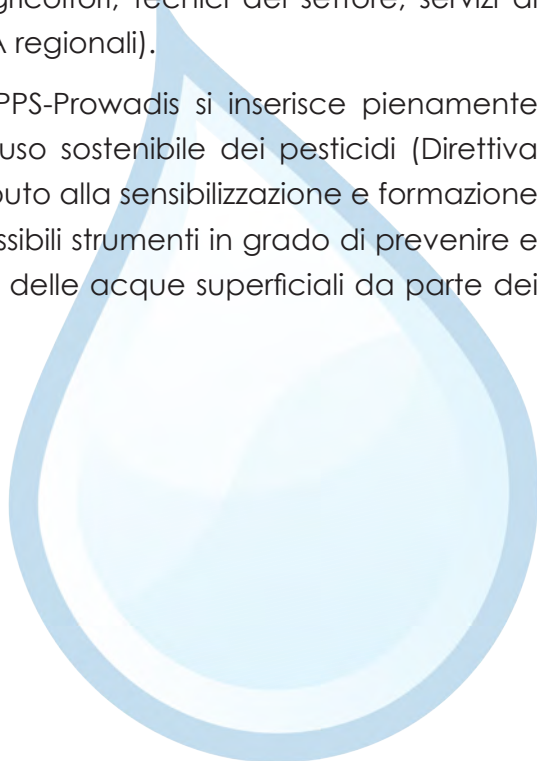 agricoltori, tecnici del settore, servizi di
A regionali).
PPS-Prowadis si inserisce pienamente
uso sostenibile dei pesticidi (Direttiva
buto alla sensibilizzazione e formazione
ssibili strumenti in grado di prevenire e
delle acque superficiali da parte dei